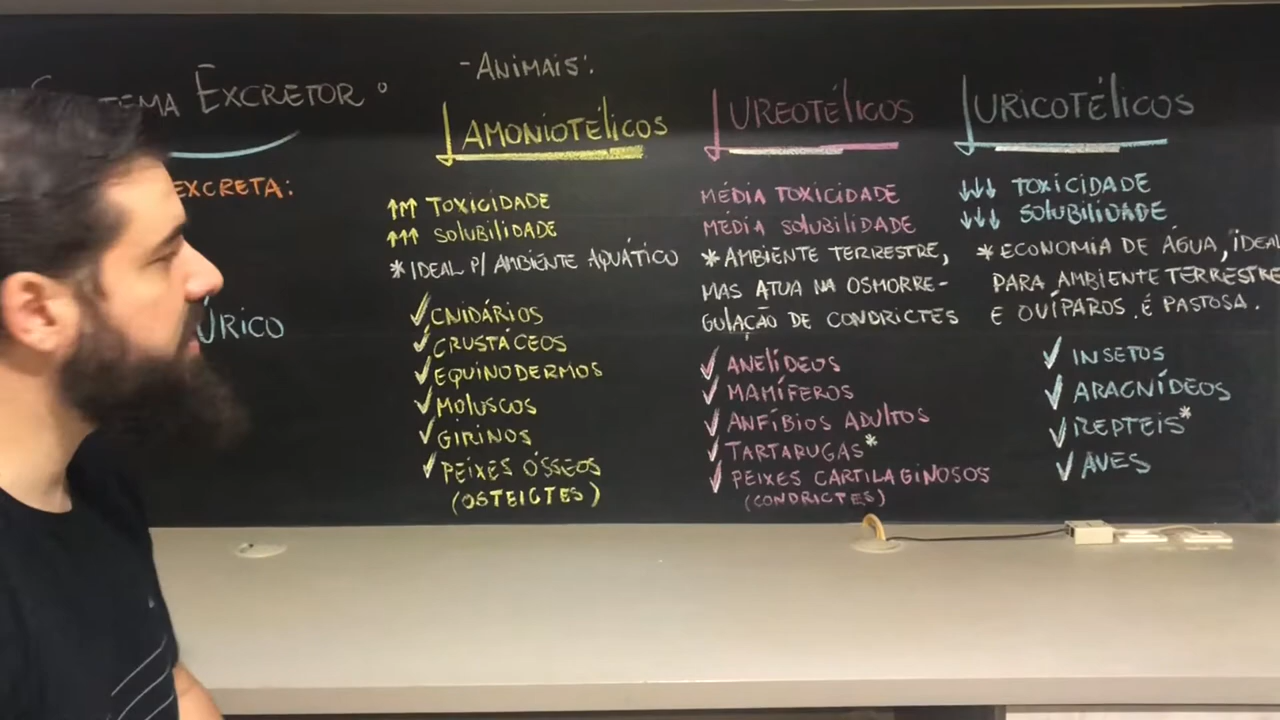 EXCRETOR
EXCRETA:
ÚRICO
- ANIMAIS:
AMONIOTÉLICOS
↑↑↑ TOXICIDADE
↑↑↑ SOLUBILIDADE
* IDEAL P/ AMBIENTE AQUÁTICO
✓ CNIDÁRIOS
✓ CRUSTÁCEOS
✓ EQUINODERMOS
✓ MOLUSCOS
✓ GIRINOS
✓ PEIXES ÓSSEOS
(OSTEICTES)
UREOTÉLICOS
MÉDIA TOXICIDADE
MÉDIA SOLUBILIDADE
* AMBIENTE TERRESTRE,
MAS ATUA NA OSMORRE-
GULAÇÃO DE CONDRICTES
✓ ANELÍDEOS
✓ MAMÍFEROS
✓ ANFÍBIOS ADULTOS
✓ TARTARUGAS*
✓ PEIXES CARTILAGINOSOS
(CONDRICTES)
URICOTÉLICOS
↓↓↓ TOXICIDADE
↓↓↓ SOLUBILIDADE
* ECONOMIA DE ÁGUA, IDEAL
PARA AMBIENTE TERRESTRE
E OVÍPAROS. É PASTOSA.
✓ INSETOS
✓ ARACNÍDEOS
✓ REPTEIS*
✓ AVES